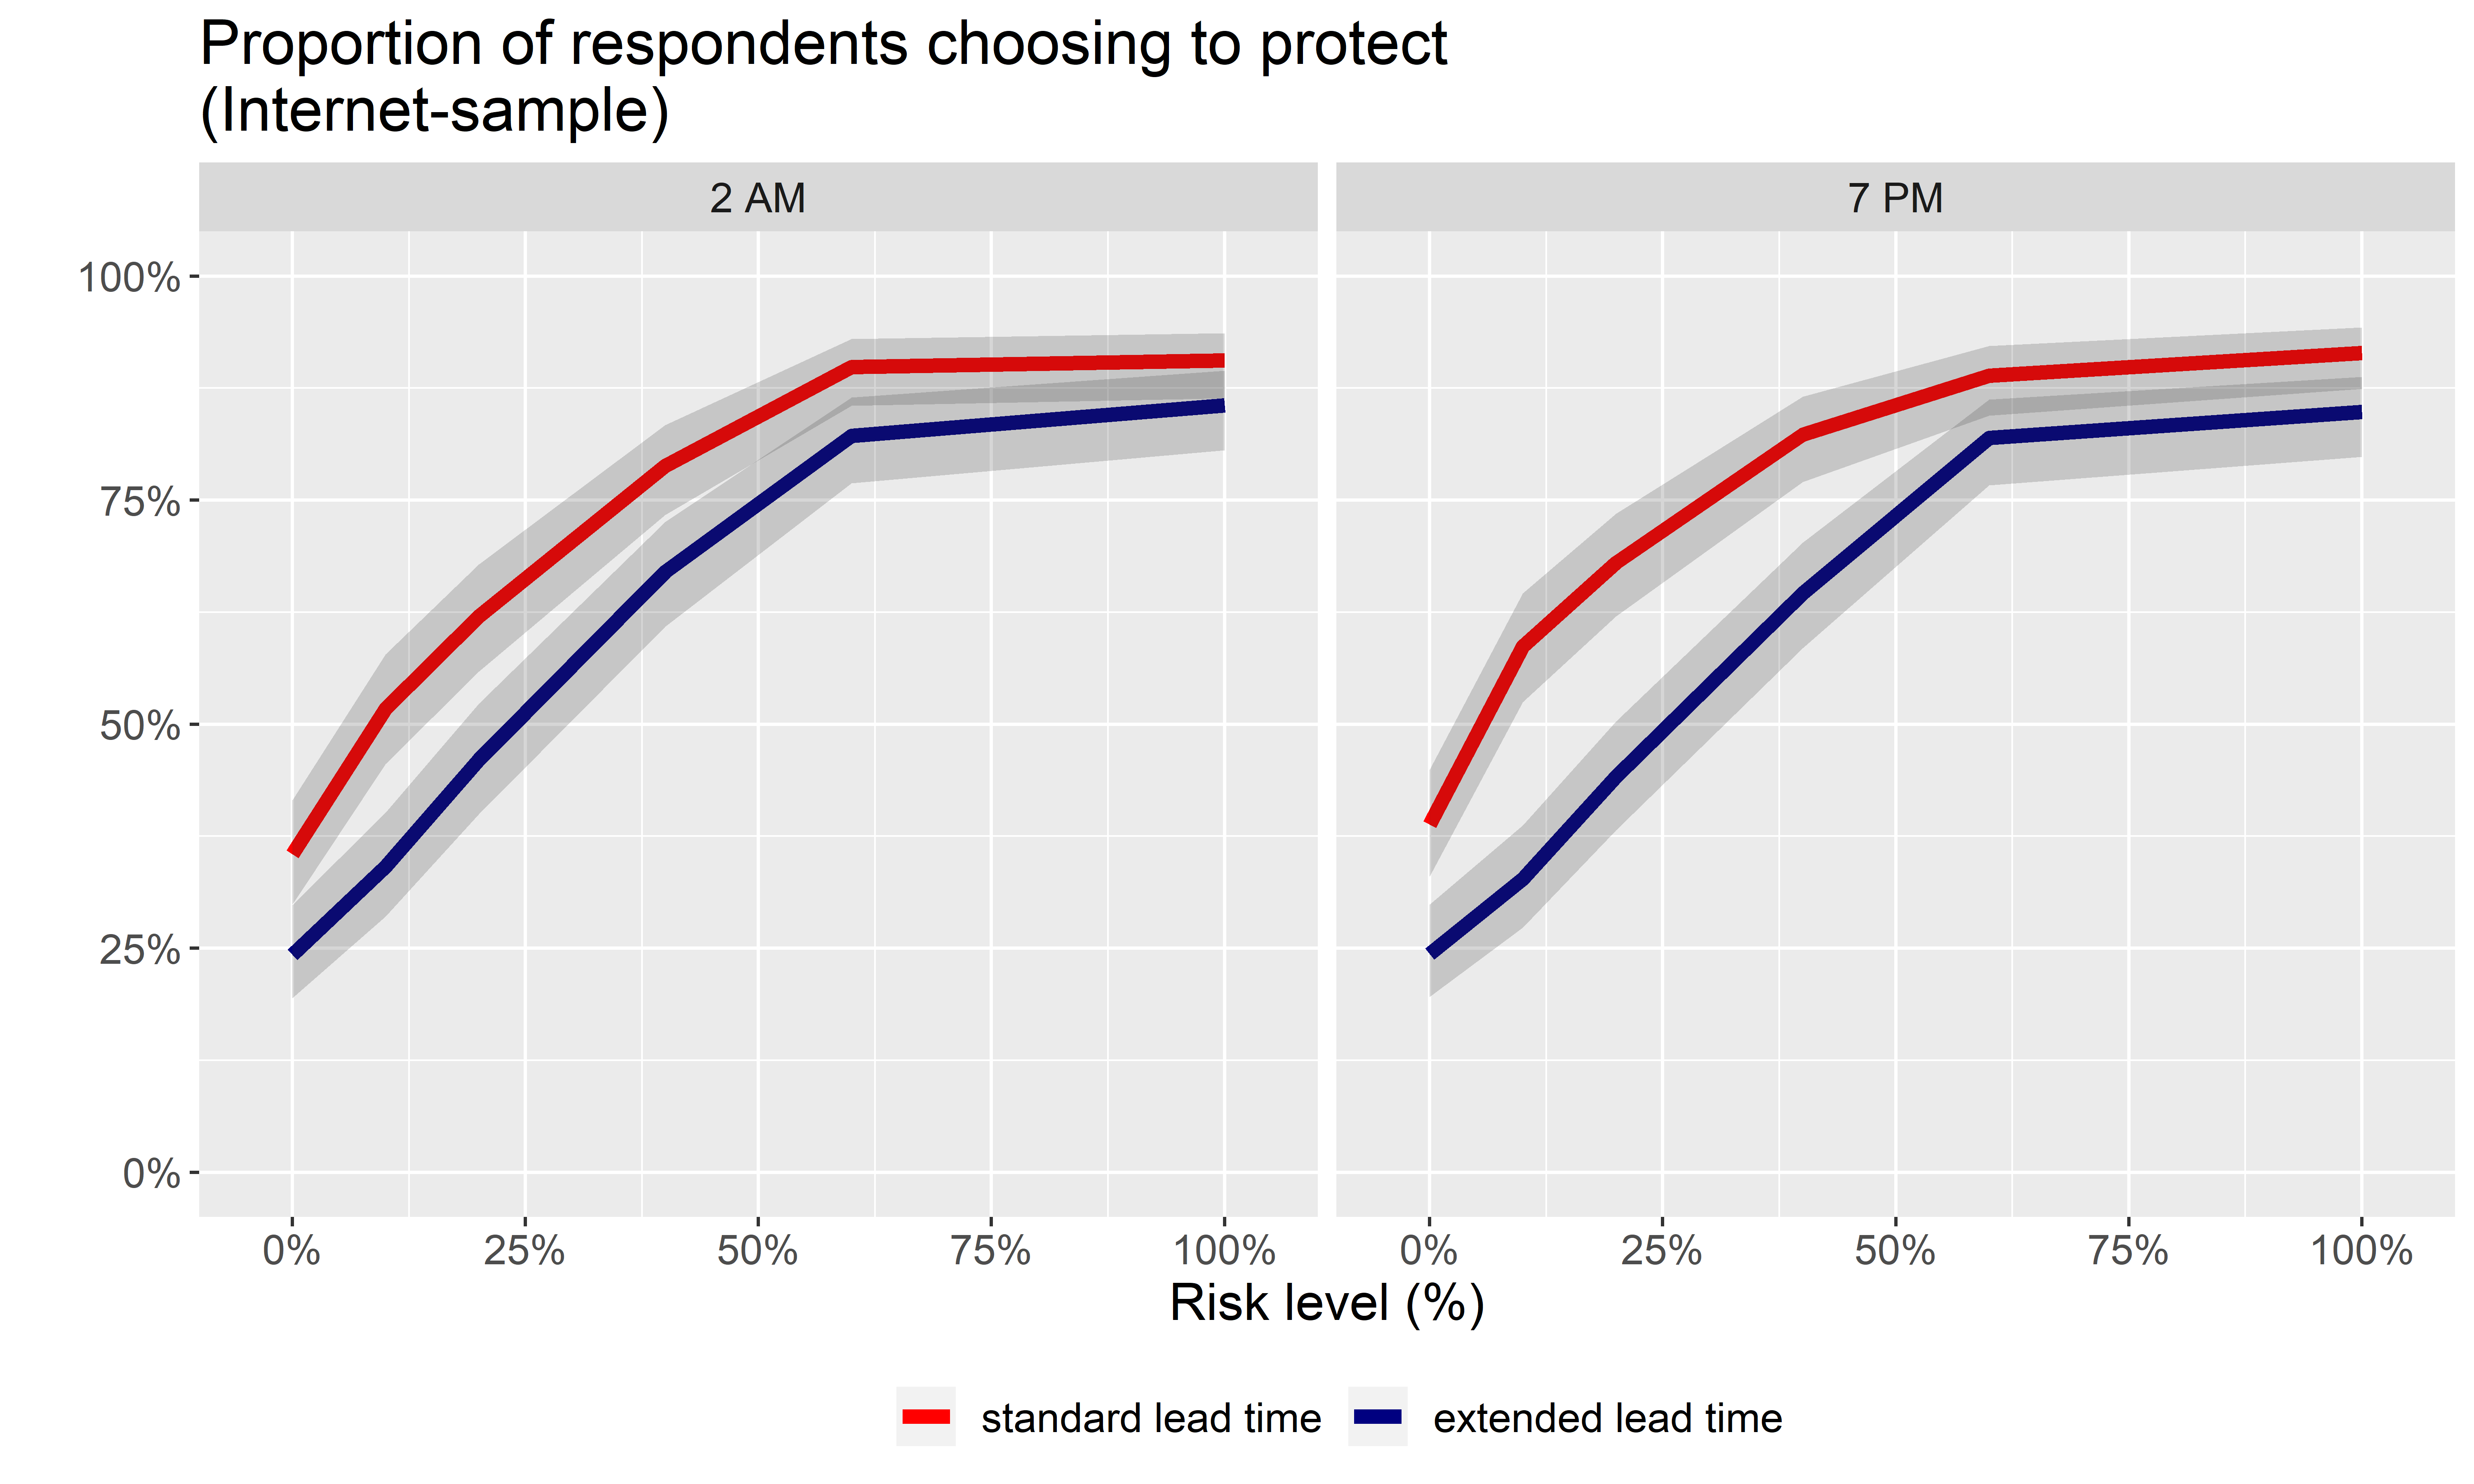 Proportion of respondents choosing to protect
(Internet-sample)
2 AM
7 PM
100%
75%
50%
25%
0%
0% 25% 50% 75% 100%
0% 25% 50% 75% 100%
Risk level (%)
standard lead time
extended lead time